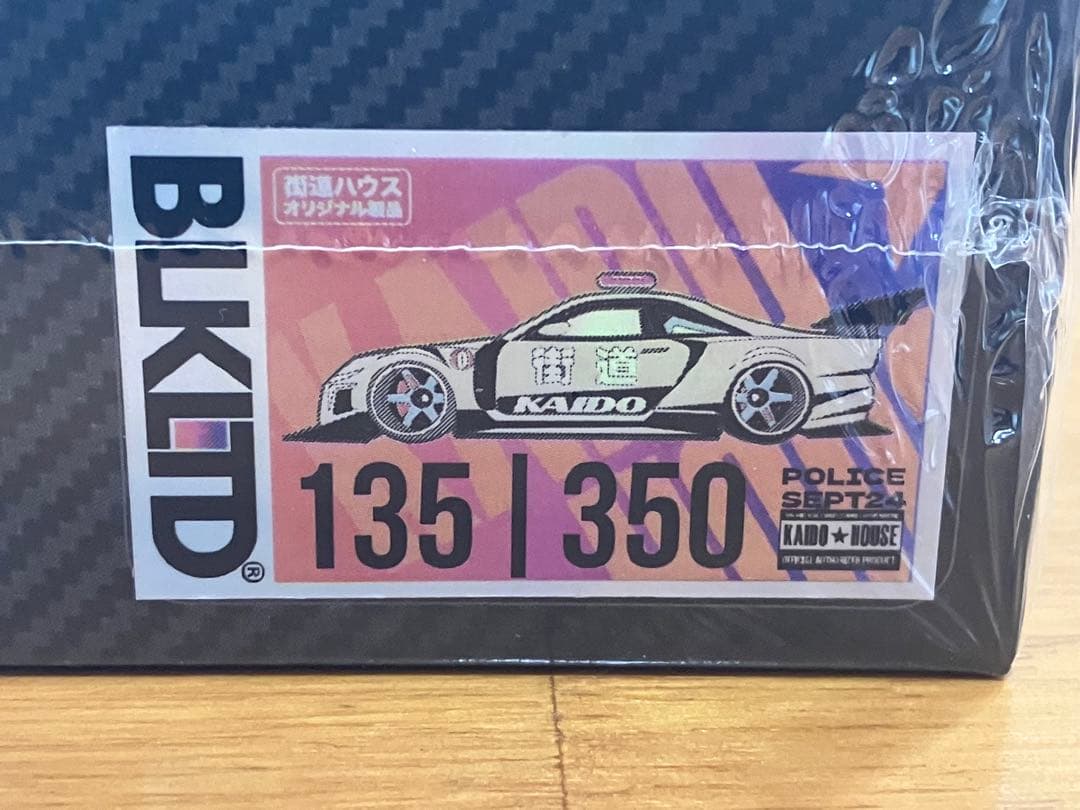 BLKLTD®
街道ハウス
オリジナル製品
街道
KAIDO
135 | 350
POLICE
SEPT24
KAIDO★HOUSE